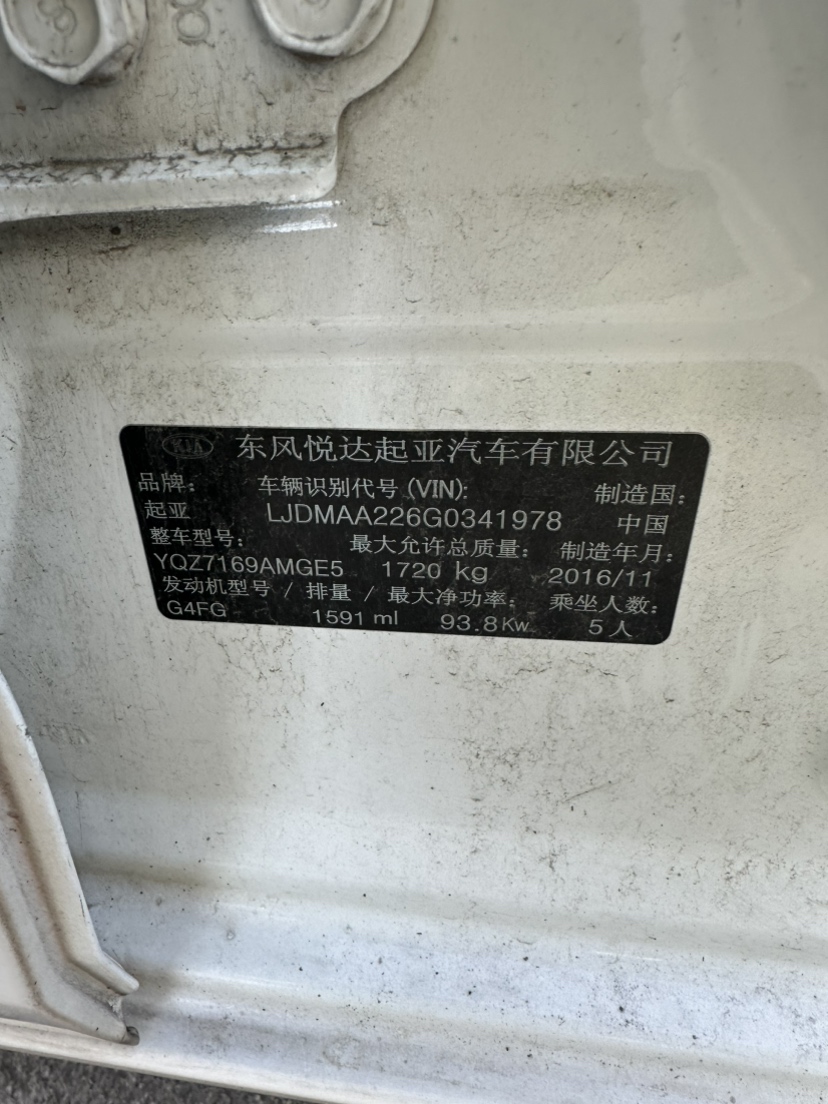 KIA 东风悦达起亚汽车有限公司
品牌: 车辆识别代号 (VIN): 制造国:
起亚 LJDMAA226G0341978 中国
整车型号: 最大允许总质量: 制造年月:
YQZ7169AMGE5 1720 kg 2016/11
发动机型号 / 排量 / 最大净功率: 乘坐人数:
G4FG 1591 ml 93.8Kw 5人